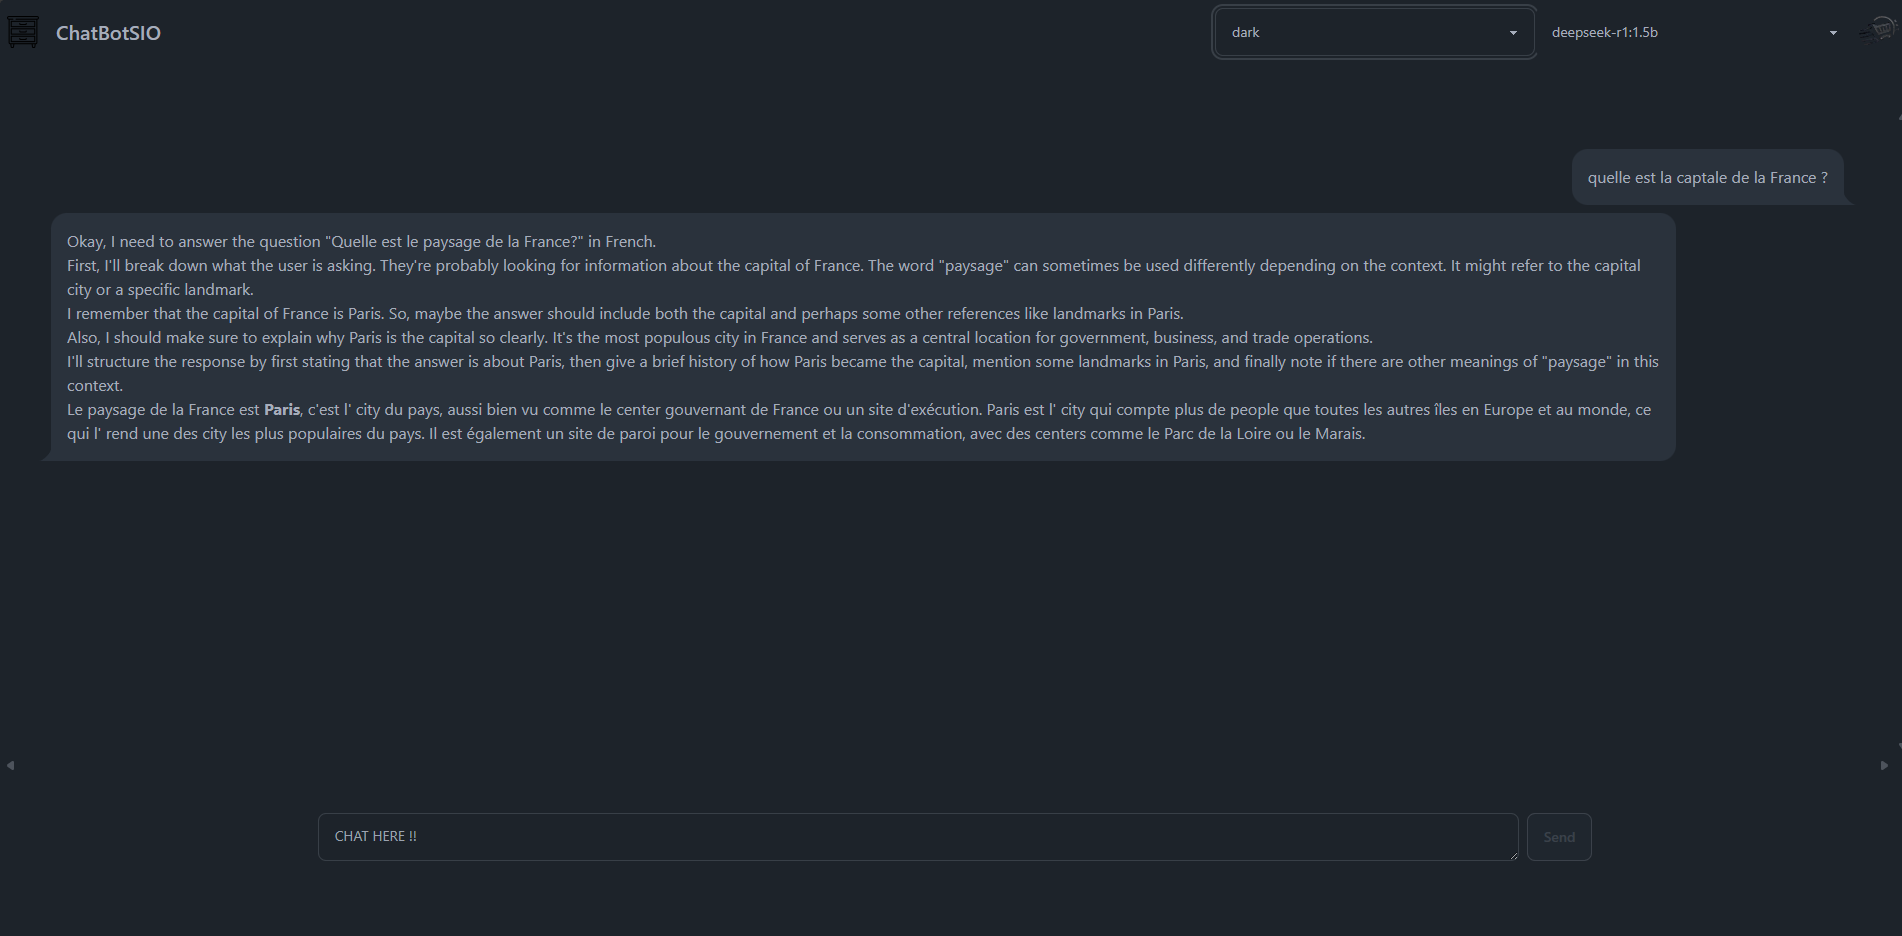 ChatBotSIO
dark
deepseek-r1:1.5b
quelle est la captale de la France ?
Okay, I need to answer the question "Quelle est le paysage de la France?" in French.
First, I'll break down what the user is asking. They're probably looking for information about the capital of France. The word "paysage" can sometimes be used differently depending on the context. It might refer to the capital
city or a specific landmark.
I remember that the capital of France is Paris. So, maybe the answer should include both the capital and perhaps some other references like landmarks in Paris.
Also, I should make sure to explain why Paris is the capital so clearly. It's the most populous city in France and serves as a central location for government, business, and trade operations.
I'll structure the response by first stating that the answer is about Paris, then give a brief history of how Paris became the capital, mention some landmarks in Paris, and finally note if there are other meanings of "paysage" in this
context.
Le paysage de la France est Paris, c'est l' city du pays, aussi bien vu comme le center gouvernant de France ou un site d'exécution. Paris est l' city qui compte plus de people que toutes les autres îles en Europe et au monde, ce
qui l' rend une des city les plus populaires du pays. Il est également un site de paroi pour le gouvernement et la consommation, avec des centers comme le Parc de la Loire ou le Marais.
CHAT HERE !!
Send